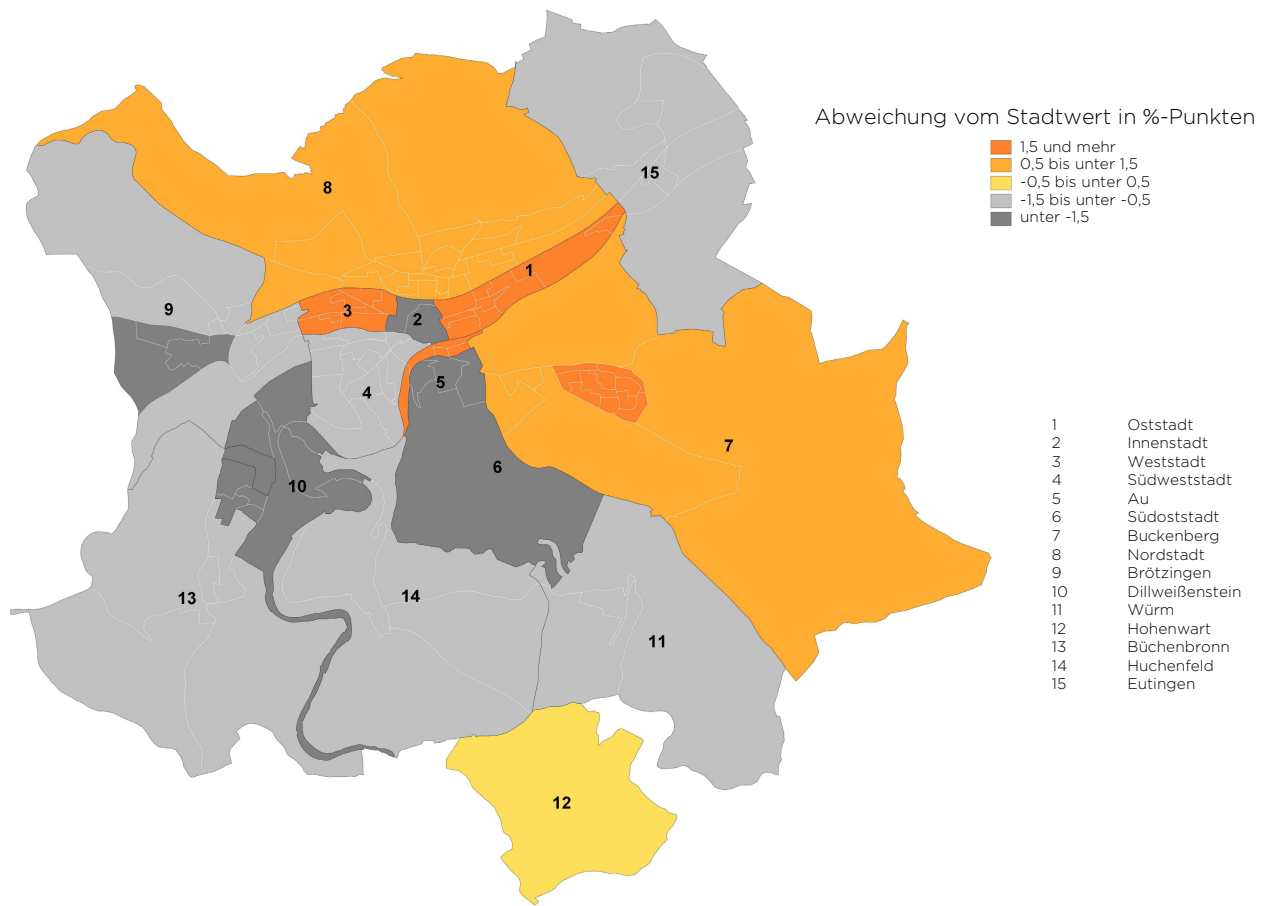 Abweichung vom Stadtwert in %-Punkten
1,5 und mehr
0,5 bis unter 1,5
-0,5 bis unter 0,5
-1,5 bis unter -0,5
unter -1,5
15
8
1
9
3
2
5
4
7
6
10
14
13
11
12
1 Oststadt
2 Innenstadt
3 Weststadt
4 Südweststadt
5 Au
6 Südoststadt
7 Buckenberg
8 Nordstadt
9 Brötzingen
10 Dillweißenstein
11 Würm
12 Hohenwart
13 Büchenbronn
14 Huchenfeld
15 Eutingen